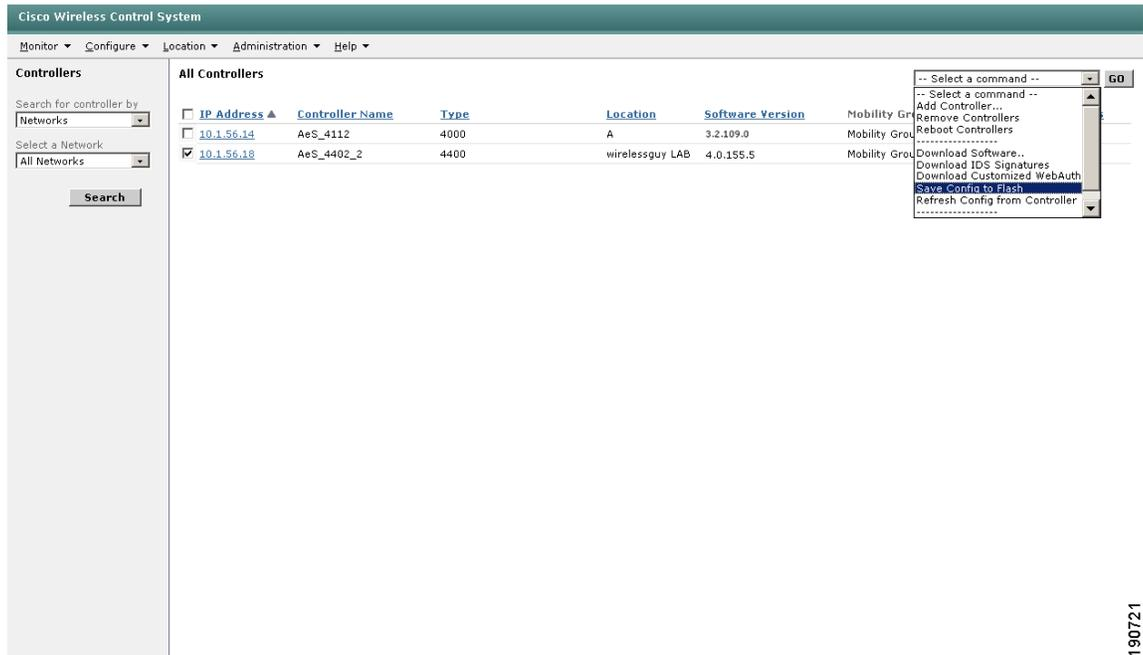 Cisco Wireless Control System
Monitor Configure Location Administration Help
Controllers
Search for controller by
Networks
Select a Network
All Networks
Search
All Controllers
-- Select a command -- GO
IP Address Controller Name Type Location Software Version Mobility
10.1.56.14 AeS_4112 4000 A 3.2.109.0 Mobility
10.1.56.18 AeS_4402_2 4400 wirelessguy LAB 4.0.155.5 Mobility
-- Select a command --
Add Controller...
Remove Controllers
Reboot Controllers
------------------
Download Software..
Download IDS Signatures
Download Customized WebAuth
Save Config to Flash
Refresh Config from Controller
------------------
190721